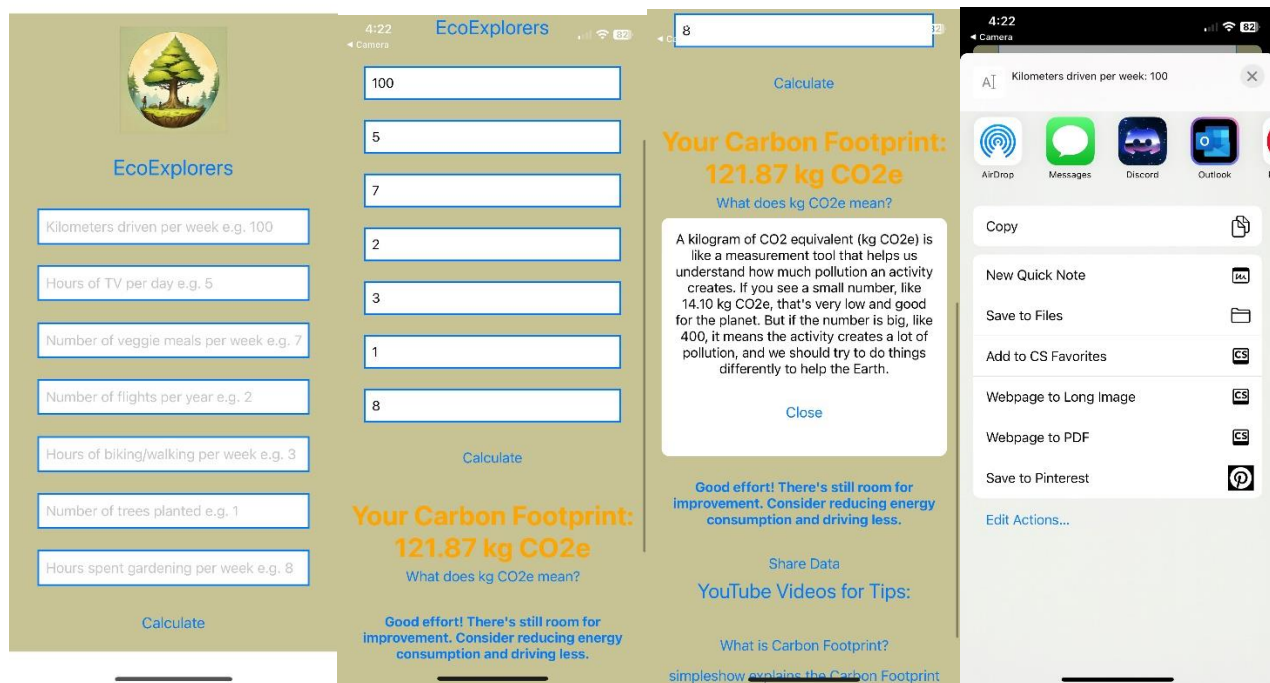 EcoExplorers
Kilometers driven per week e.g. 100
Hours of TV per day e.g. 5
Number of veggie meals per week e.g. 7
Number of flights per year e.g. 2
Hours of biking/walking per week e.g. 3
Number of trees planted e.g. 1
Hours spent gardening per week e.g. 8
Calculate
4:22
EcoExplorers
82
◀ Camera
100
5
7
2
3
1
8
Calculate
Your Carbon Footprint:
121.87 kg CO2e
What does kg CO2e mean?
Good effort! There's still room for
improvement. Consider reducing energy
consumption and driving less.
8
Calculate
Your Carbon Footprint:
121.87 kg CO2e
What does kg CO2e mean?
A kilogram of CO2 equivalent (kg CO2e) is
like a measurement tool that helps us
understand how much pollution an activity
creates. If you see a small number, like
14.10 kg CO2e, that's very low and good
for the planet. But if the number is big, like
400, it means the activity creates a lot of
pollution, and we should try to do things
differently to help the Earth.
Close
Good effort! There's still room for
improvement. Consider reducing energy
consumption and driving less.
Share Data
YouTube Videos for Tips:
What is Carbon Footprint?
simpleshow explains the Carbon Footprint
4:22
82
◀ Camera
Kilometers driven per week: 100
AirDrop
Messages
Discord
Outlook
Copy
New Quick Note
Save to Files
Add to CS Favorites
CS
Webpage to Long Image
CS
Webpage to PDF
CS
Save to Pinterest
Edit Actions...